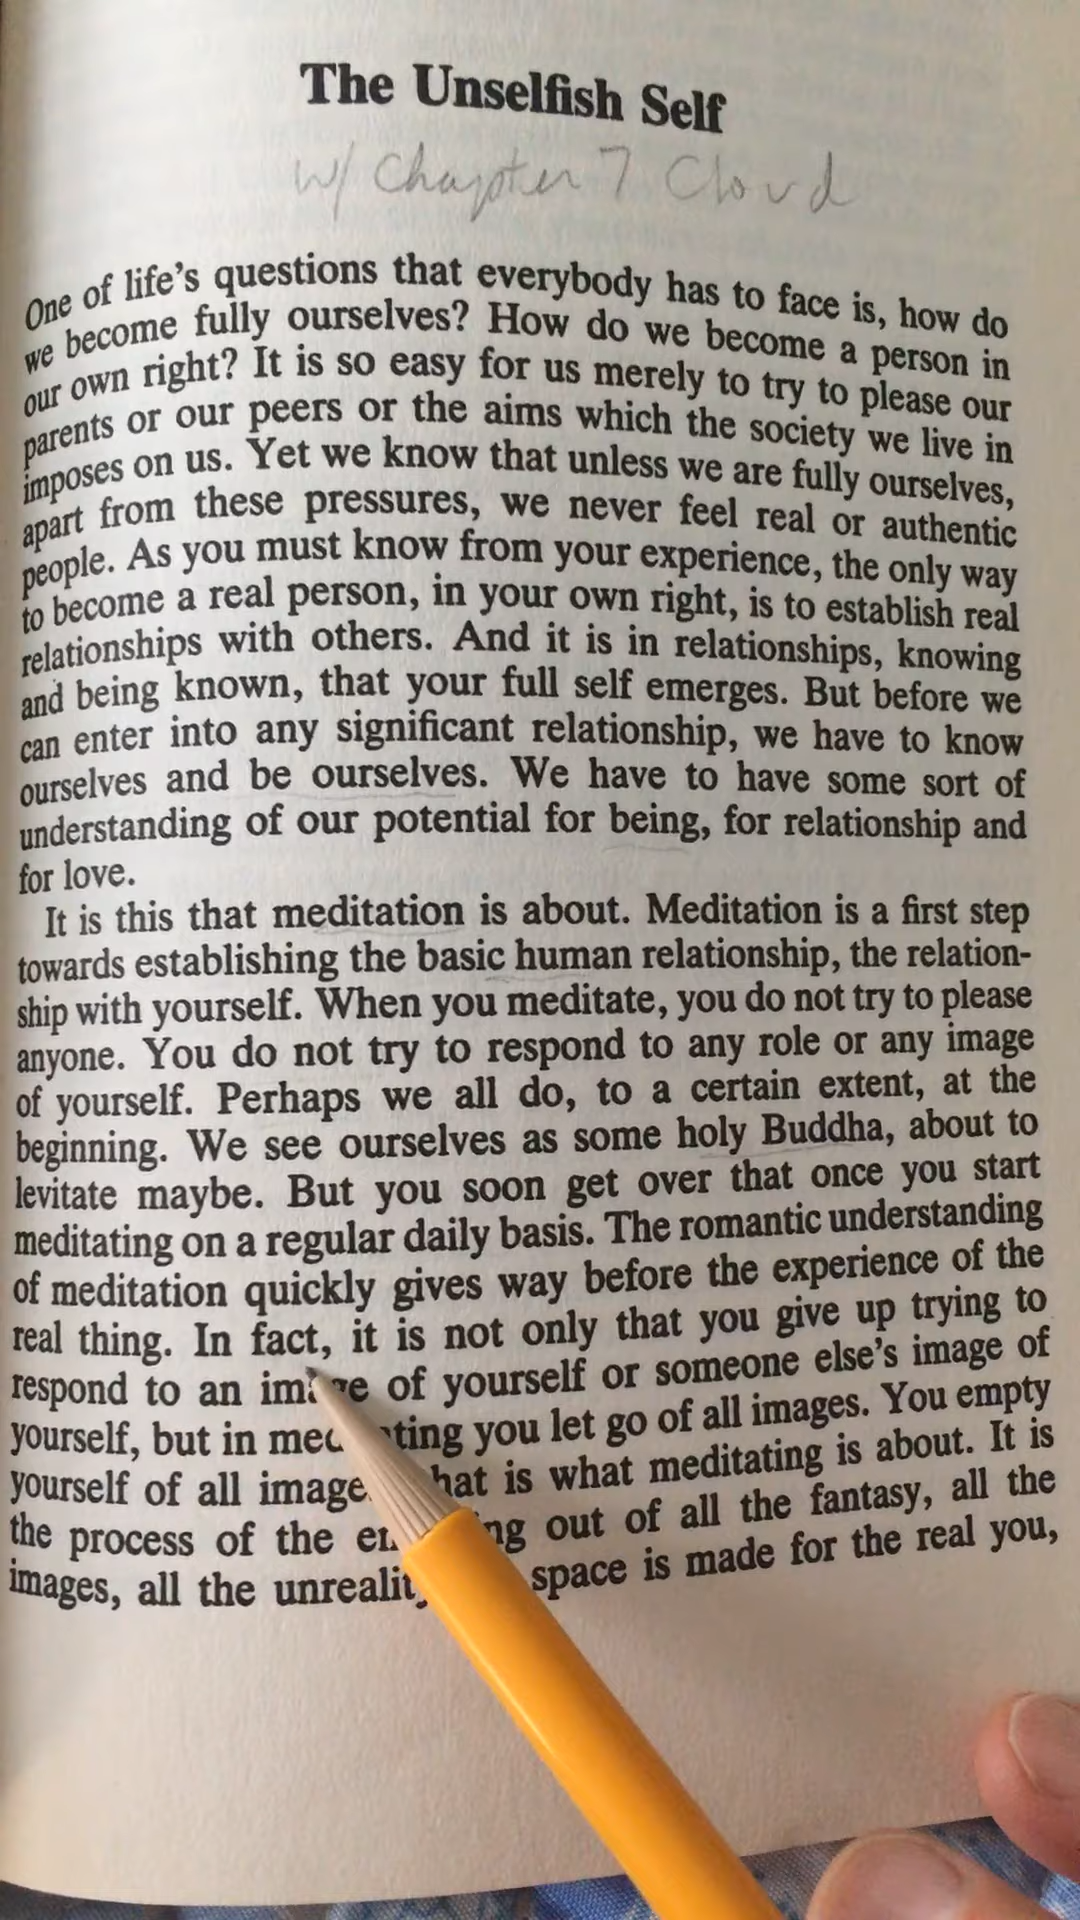 The Unselfish Self
w/ Chapter 7 Cloud
One of life's questions that everybody has to face is, how do
we become fully ourselves? How do we become a person in
our own right? It is so easy for us merely to try to please our
parents or our peers or the aims which the society we live in
imposes on us. Yet we know that unless we are fully ourselves,
apart from these pressures, we never feel real or authentic
people. As you must know from your experience, the only way
to become a real person, in your own right, is to establish real
relationships with others. And it is in relationships, knowing
and being known, that your full self emerges. But before we
can enter into any significant relationship, we have to know
ourselves and be ourselves. We have to have some sort of
understanding of our potential for being, for relationship and
for love.
It is this that meditation is about. Meditation is a first step
towards establishing the basic human relationship, the relation-
ship with yourself. When you meditate, you do not try to please
anyone. You do not try to respond to any role or any image
of yourself. Perhaps we all do, to a certain extent, at the
beginning. We see ourselves as some holy Buddha, about to
levitate maybe. But you soon get over that once you start
meditating on a regular daily basis. The romantic understanding
of meditation quickly gives way before the experience of the
real thing. In fact, it is not only that you give up trying to
respond to an image of yourself or someone else's image of
yourself, but in meditating you let go of all images. You empty
yourself of all image is what meditating is about. It is
the process of the out of all the fantasy, all the
images, all the space is made for the real you,